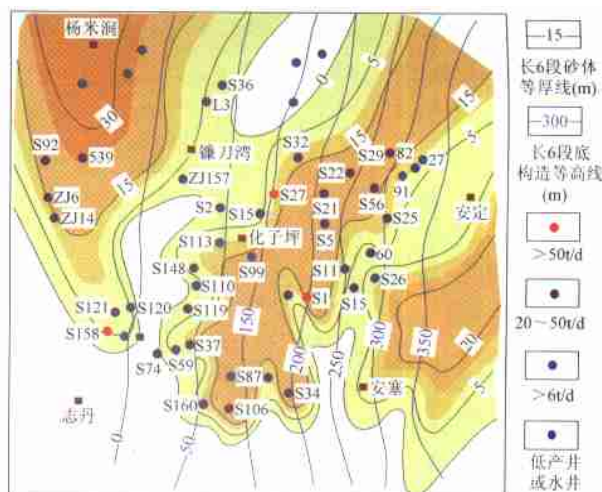 杨米涧
S36
L3
0
5
15
30
S92
539
镰刀湾
S32
15
S29
82
27
S22
5
ZJ6
15
ZJ157
S27
S21
S56
91
安定
ZJ14
S2
S15
S25
S5
S113
化子坪
60
S148
S99
S11
S26
S110
S1
S15
S121
S120
S119
150
300
350
20
S158
200
250
S37
S74
S59
S87
安塞
5
志丹
S34
S160
S106
0
50
15
长6段砂体
等厚线(m)
300
长6段底
构造等高线
(m)
>50t/d
20~50t/d
>6t/d
低产井
或水井